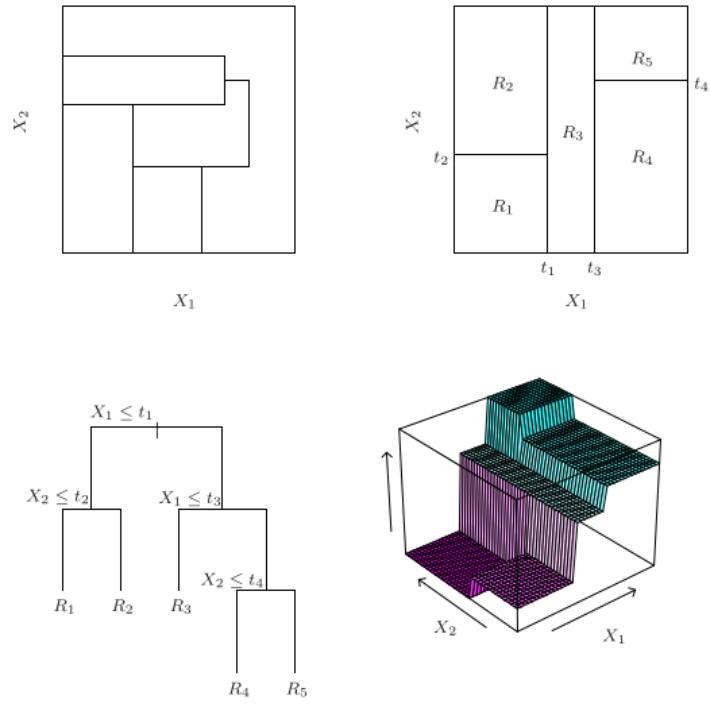 X₂
X₁
X₂
R₂
R₅
t₄
R₃
t₂
R₄
R₁
t₁ t₃
X₁
X₁ ≤ t₁
X₂ ≤ t₂
X₁ ≤ t₃
X₂ ≤ t₄
R₁ R₂ R₃
R₄ R₅
X₂
X₁